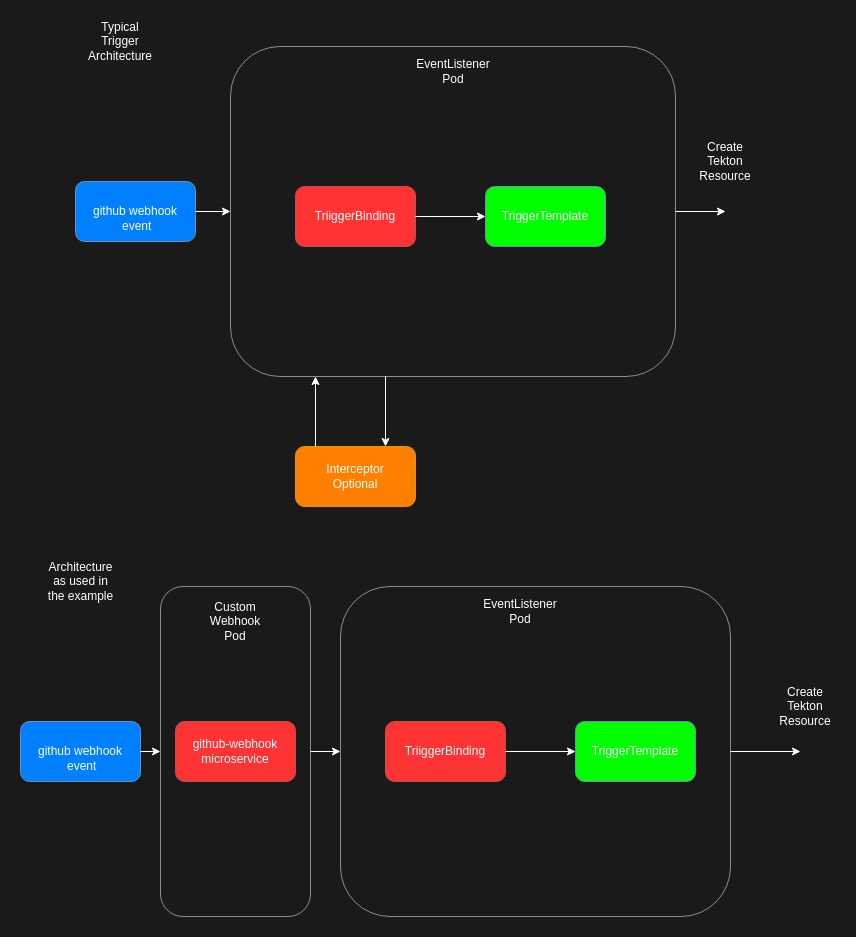 Typical
Trigger
Architecture
EventListener
Pod
Create
Tekton
Resource
github webhook
event
TriiggerBinding
TriggerTemplate
Interceptor
Optional
Architecture
as used in
the example
Custom
Webhook
Pod
EventListener
Pod
Create
Tekton
Resource
github webhook
event
github-webhook
microservice
TriiggerBinding
TriggerTemplate